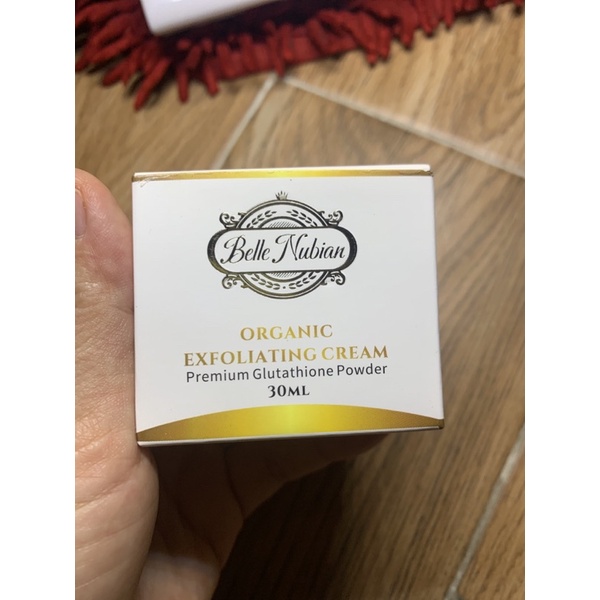 Belle Nubian
ORGANIC
EXFOLIATING CREAM
Premium Glutathione Powder
30ML